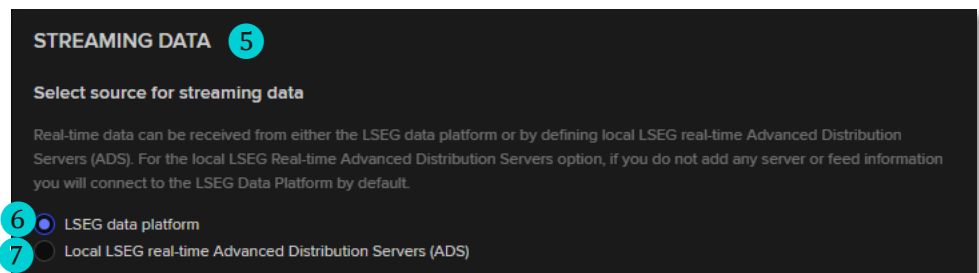 STREAMING DATA 5
Select source for streaming data
Real-time data can be received from either the LSEG data platform or by defining local LSEG real-time Advanced Distribution
Servers (ADS). For the local LSEG Real-time Advanced Distribution Servers option, if you do not add any server or feed information
you will connect to the LSEG Data Platform by default.
6 LSEG data platform
7 Local LSEG real-time Advanced Distribution Servers (ADS)